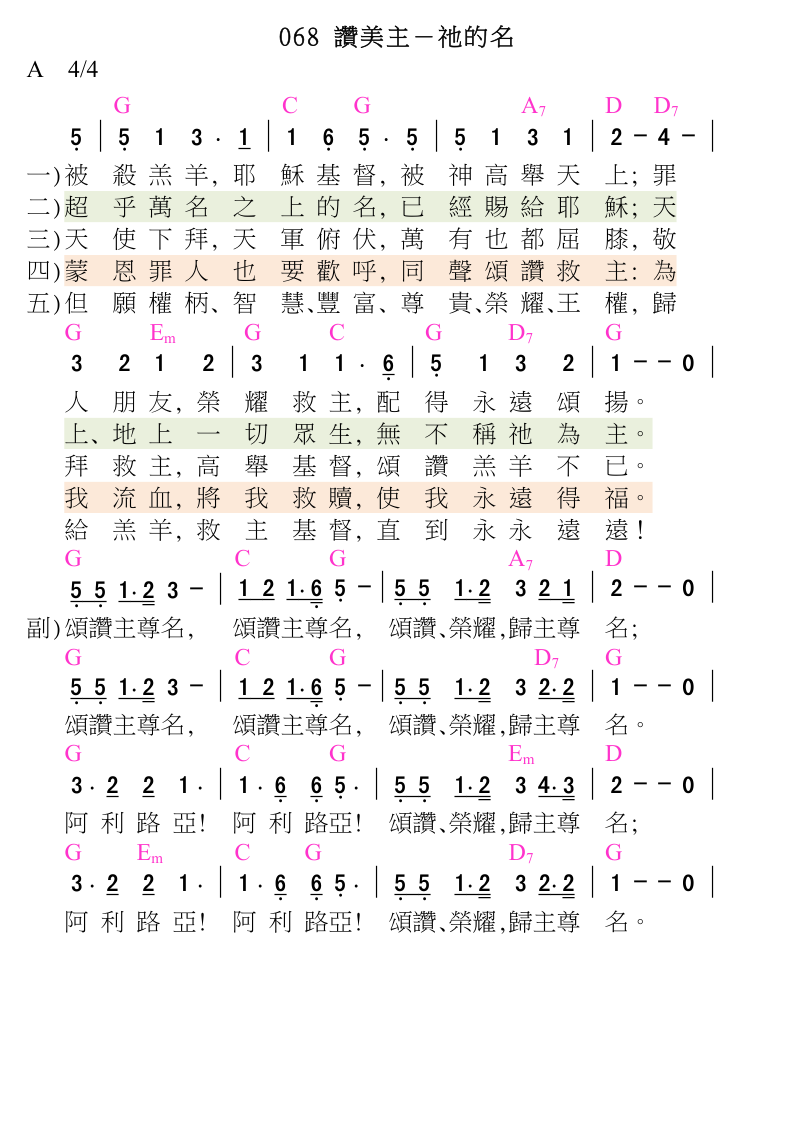 068 讚美主－祂的名
A 4/4
G C G A7 D D7
5 | 5 1 3 · 1 | 1 6 5 · 5 | 5 1 3 1 | 2 － 4 － |
一)被 殺 羔 羊, 耶 穌 基 督, 被 神 高 舉 天 上; 罪
二)超 乎 萬 名 之 上 的 名, 已 經 賜 給 耶 穌; 天
三)天 使 下 拜, 天 軍 俯 伏, 萬 有 也 都 屈 膝, 敬
四)蒙 恩 罪 人 也 要 歡 呼, 同 聲 頌 讚 救 主: 為
五)但 願 權 柄、智 慧、豐 富、尊 貴、榮 耀、王 權, 歸
G Em G C G D7 G
3 2 1 2 | 3 1 1 · 6 | 5 1 3 2 | 1 － － 0 |
人 朋 友, 榮 耀 救 主, 配 得 永 遠 頌 揚。
上、地 上 一 切 眾 生, 無 不 稱 祂 為 主。
拜 救 主, 高 舉 基 督, 頌 讚 羔 羊 不 已。
我 流 血, 將 我 救 贖, 使 我 永 遠 得 福。
給 羔 羊, 救 主 基 督, 直 到 永 永 遠 遠!
G C G A7 D
5 5 1·2 3 － | 1 2 1·6 5 － | 5 5 1·2 3 2 1 | 2 － － 0 |
副)頌讚主尊名, 頌讚主尊名, 頌讚、榮耀,歸主尊 名;
G C G D7 G
5 5 1·2 3 － | 1 2 1·6 5 － | 5 5 1·2 3 2·2 | 1 － － 0 |
頌讚主尊名, 頌讚主尊名, 頌讚、榮耀,歸主尊 名。
G C G Em D
3 · 2 2 1 · | 1 · 6 6 5 · | 5 5 1·2 3 4·3 | 2 － － 0 |
阿 利 路 亞! 阿 利 路亞! 頌讚、榮耀,歸主尊 名;
G Em C G D7 G
3 · 2 2 1 · | 1 · 6 6 5 · | 5 5 1·2 3 2·2 | 1 － － 0 |
阿 利 路 亞! 阿 利 路亞! 頌讚、榮耀,歸主尊 名。